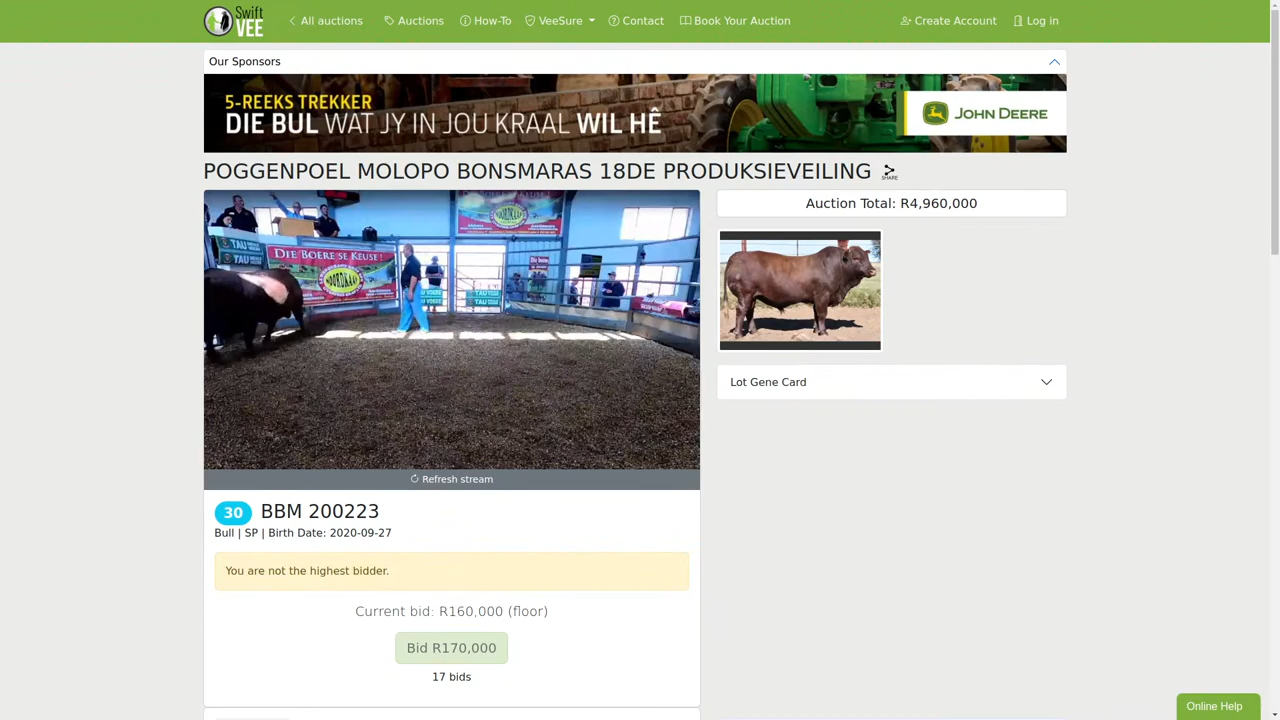 Swift
VEE
All auctions
Auctions
How-To
VeeSure
Contact
Book Your Auction
Create Account
Log in
Our Sponsors
5-REEKS TREKKER
DIE BUL WAT JY IN JOU KRAAL WIL HÊ
JOHN DEERE
POGGENPOEL MOLOPO BONSMARAS 18DE PRODUKSIEVEILING
SHARE
Auction Total: R4,960,000
TAU
TAU
DIE BOERE SE KEUSE!
Lot Gene Card
Refresh stream
30 BBM 200223
Bull | SP | Birth Date: 2020-09-27
You are not the highest bidder.
Current bid: R160,000 (floor)
Bid R170,000
17 bids
Online Help